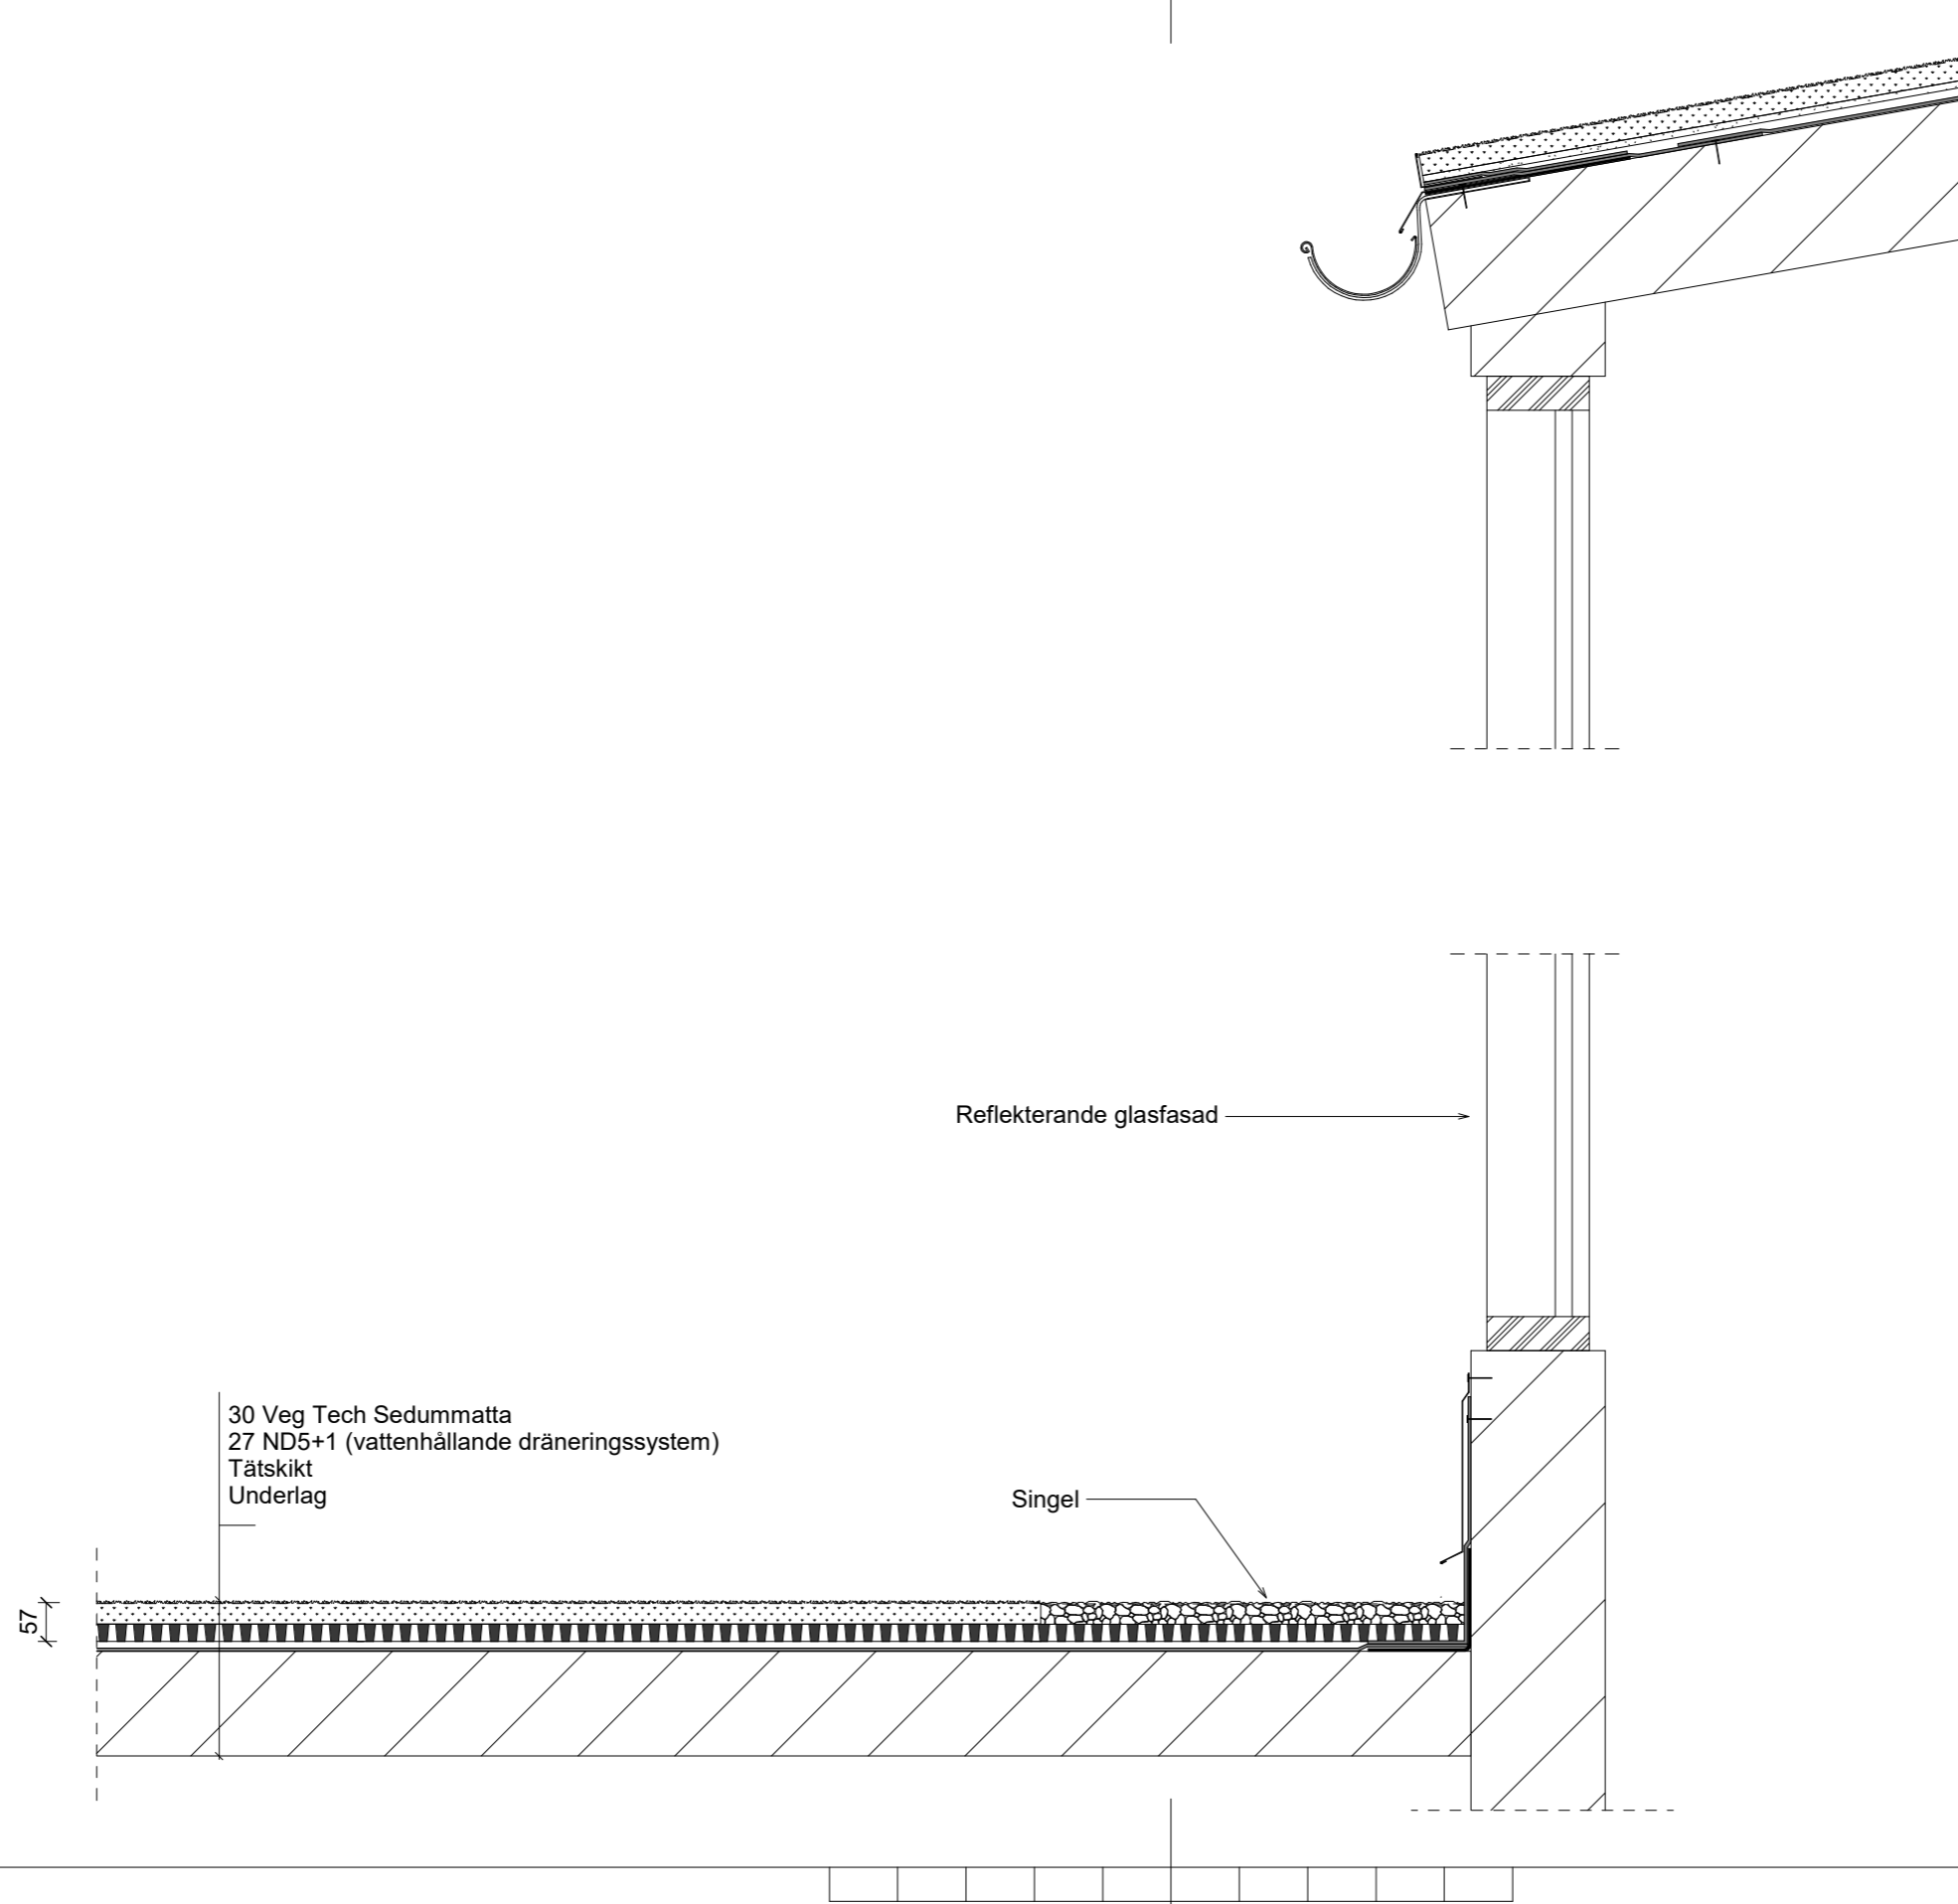 Reflekterande glasfasad
30 Veg Tech Sedummatta
27 ND5+1 (vattenhållande dräneringssystem)
Tätskikt
Underlag
Singel
57